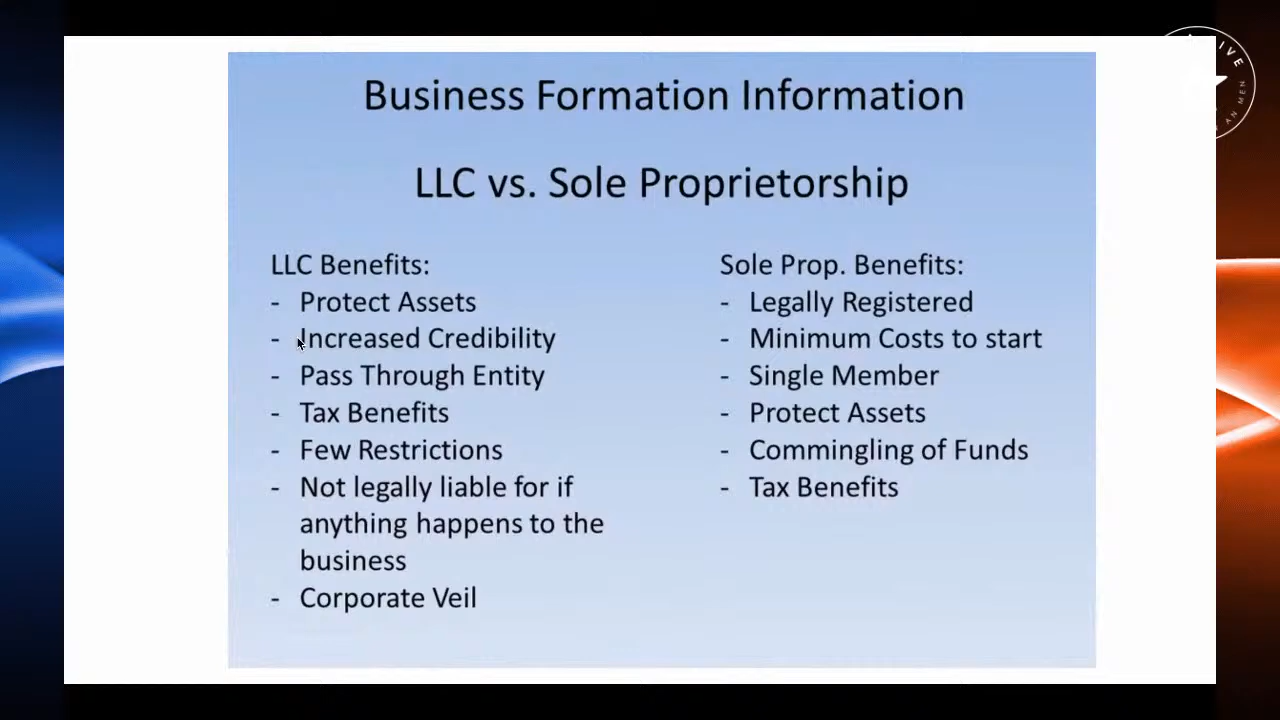 Business Formation Information
LLC vs. Sole Proprietorship
LLC Benefits:
- Protect Assets
- Increased Credibility
- Pass Through Entity
- Tax Benefits
- Few Restrictions
- Not legally liable for if
anything happens to the
business
- Corporate Veil
Sole Prop. Benefits:
- Legally Registered
- Minimum Costs to start
- Single Member
- Protect Assets
- Commingling of Funds
- Tax Benefits